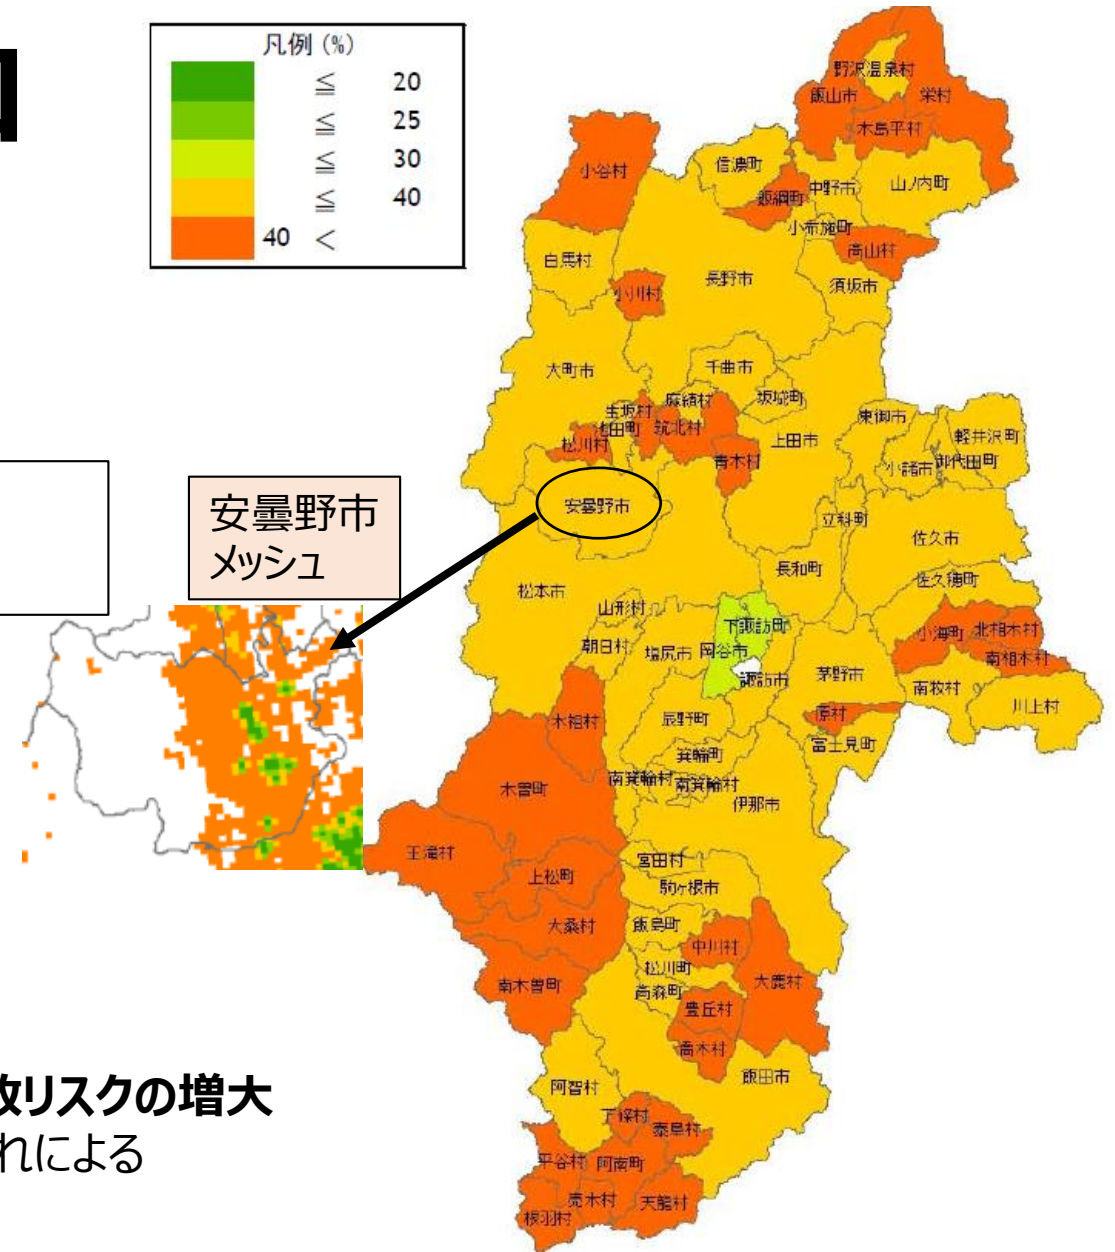 凡例 (%)
≦ 20
≦ 25
≦ 30
≦ 40
40 <
野沢温泉村
飯山市
栄村
木島平村
小谷村
信濃町
飯綱町
中野市
山ノ内町
小布施町
高山村
白馬村
長野市
須坂市
小川村
大町市
千曲市
麻績村
坂城町
生坂村
池田町
筑北村
松川村
青木村
上田市
東御市
軽井沢町
小諸市
御代田町
安曇野市
メッシュ
安曇野市
立科町
佐久市
長和町
佐久穂町
松本市
山形村
下諏訪町
朝日村
塩尻市
岡谷市
諏訪市
茅野市
小海町
北相木村
南相木村
南牧村
川上村
原村
富士見町
木祖村
辰野町
箕輪町
南箕輪村
南箕輪村
伊那市
木曽町
王滝村
上松町
宮田村
駒ヶ根市
大桑村
飯島町
中川村
松川町
大鹿村
高森町
南木曽町
豊丘村
喬木村
飯田市
阿智村
下條村
泰阜村
平谷村
阿南町
売木村
天龍村
根羽村
リスクの増大
れによる